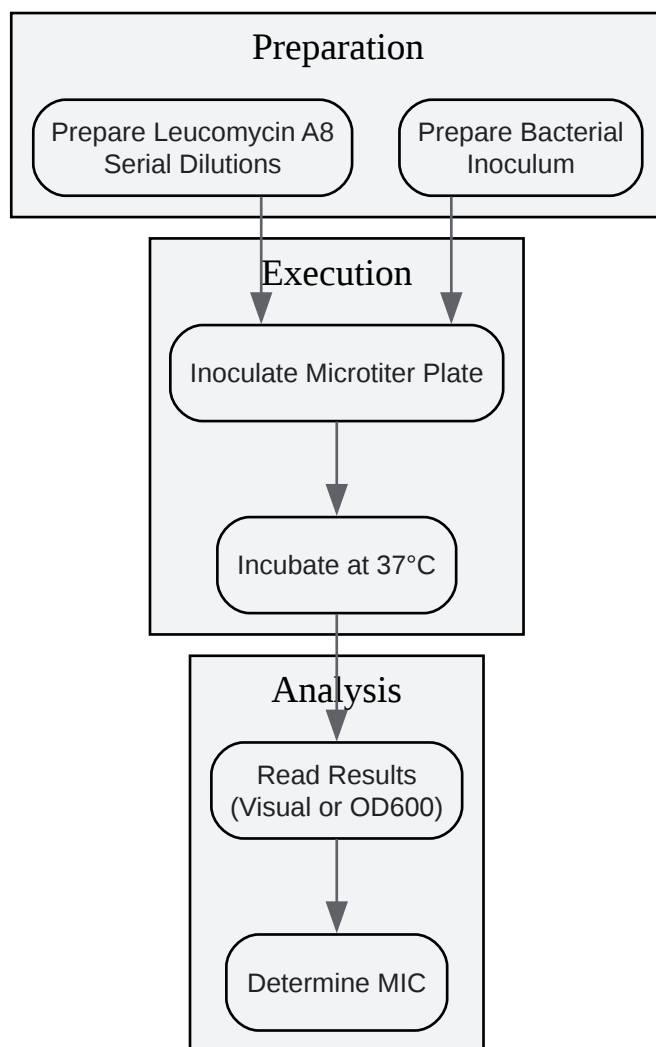 Preparation
Prepare Leucomycin A8
Serial Dilutions
Prepare Bacterial
Inoculum
Execution
Inoculate Microtiter Plate
Incubate at 37°C
Analysis
Read Results
(Visual or OD600)
Determine MIC